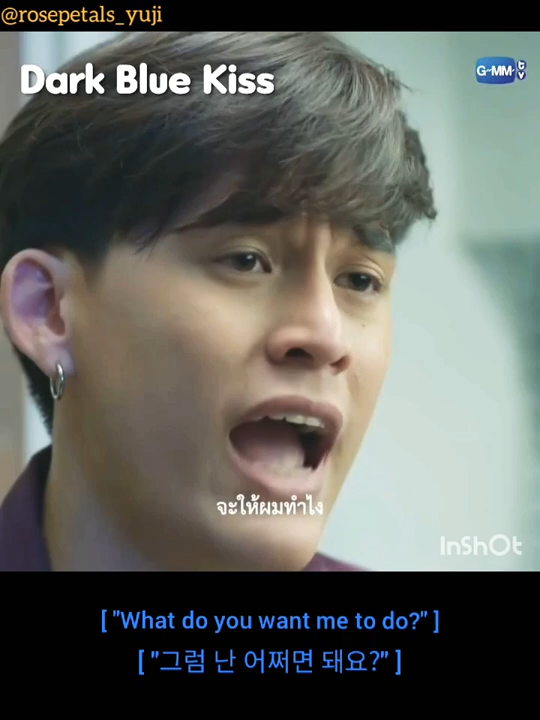 @rosepetals_yuji
Dark Blue Kiss
GMM
TV
จะให้ผมทำไง
InShOt
[ "What do you want me to do?" ]
[ "그럼 난 어쩌면 돼요?" ]